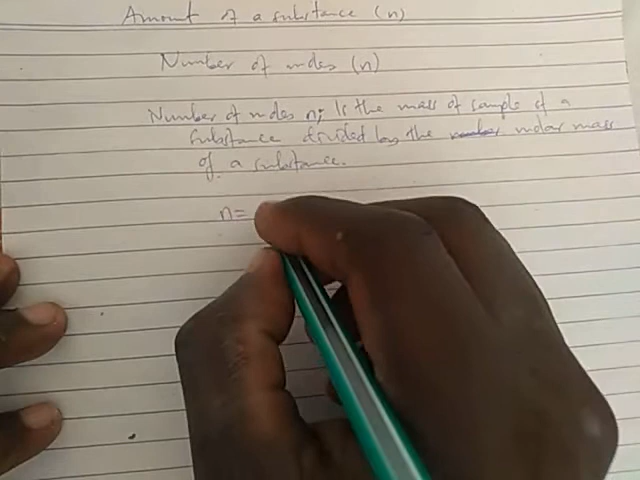 Amount of a substance (n)
Number of moles (n)
Number of moles n; Is the mass of sample of a
substance divided by the number molar mass
of a substance.
n=